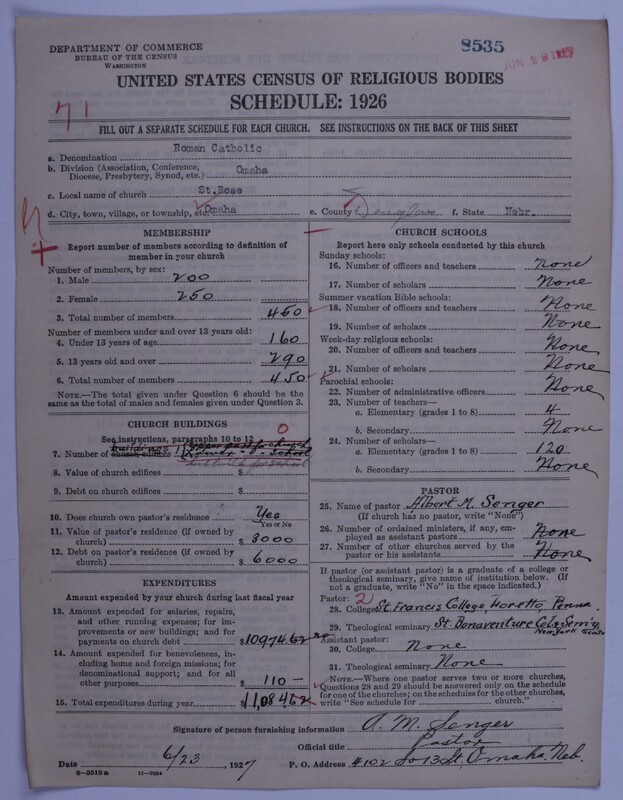 DEPARTMENT OF COMMERCE
BUREAU OF THE CENSUS
WASHINGTON
8535
UNITED STATES CENSUS OF RELIGIOUS BODIES
SCHEDULE: 1926
71
FILL OUT A SEPARATE SCHEDULE FOR EACH CHURCH. SEE INSTRUCTIONS ON THE BACK OF THIS SHEET
a. Denomination Roman Catholic
b. Division (Association, Conference, Diocese, Presbytery, Synod, etc.) Omaha
c. Local name of church St.Rose
d. City, town, village, or township, etc. Omaha e. County Douglas f. State Nebr.
MEMBERSHIP
Report number of members according to definition of
member in your church
Number of members, by sex:
1. Male 200
2. Female 250
3. Total number of members 450
Number of members under and over 13 years old:
4. Under 13 years of age 160
5. 13 years old and over 290
6. Total number of members 450
NOTE.—The total given under Question 6 should be
the same as the total of males and females given under Question 3.
CHURCH BUILDINGS
See instructions, paragraphs 10 to 12
0
7. Number of church edifices
8. Value of church edifices $
9. Debt on church edifices $
10. Does church own pastor's residence Yes
Yes or No
11. Value of pastor's residence (if owned by
church) $ 8000
12. Debt on pastor's residence (if owned by
church) $ 6000
EXPENDITURES
Amount expended by your church during last fiscal year
13. Amount expended for salaries, repairs,
and other running expenses; for im-
provements or new buildings; and for
payments on church debt $10974.62
14. Amount expended for benevolences, in-
cluding home and foreign missions; for
denominational support; and for all
other purposes $ 110 —
15. Total expenditures during year $11,084.62
CHURCH SCHOOLS
Report here only schools conducted by this church
Sunday schools:
16. Number of officers and teachers None
17. Number of scholars None
Summer vacation Bible schools:
18. Number of officers and teachers None
19. Number of scholars None
Week-day religious schools:
20. Number of officers and teachers None
21. Number of scholars None
Parochial schools:
22. Number of administrative officers None
23. Number of teachers—
a. Elementary (grades 1 to 8) 4
b. Secondary None
24. Number of scholars—
a. Elementary (grades 1 to 8) 120
b. Secondary None
PASTOR
25. Name of pastor Albert M. Senger
(If church has no pastor, write "None")
26. Number of ordained ministers, if any, em-
ployed as assistant pastors None
27. Number of other churches served by the
pastor or his assistants None
If pastor (or assistant pastor) is a graduate of a college or
theological seminary, give name of institution below. (If
not a graduate, write "No" in the space indicated.)
Pastor: 2
28. College St. Francis College, Loretto, Penna.
29. Theological seminary St. Bonaventure Col & Seminy
New York State
Assistant pastor:
30. College None
31. Theological seminary None
NOTE.—Where one pastor serves two or more churches,
Questions 28 and 29 should be answered only on the schedule
for one of the churches; on the schedules for the other churches,
write "See schedule for church."
Signature of person furnishing information A. M. Senger
Official title Pastor
Date 6/23, 1927 P. O. Address 4102 So 13 St, Omaha. Neb.
8-5515a 11-9054